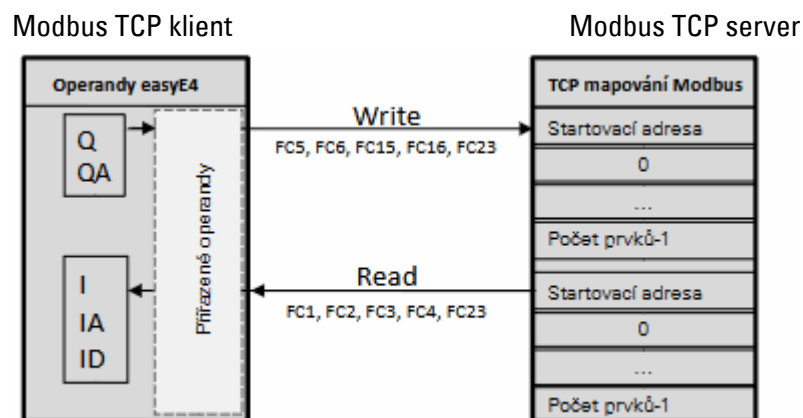 Modbus TCP klient
Modbus TCP server
Operandy easyE4
Q
QA
I
IA
ID
Přiřazené operandy
Write
FC5, FC6, FC15, FC16, FC23
Read
FC1, FC2, FC3, FC4, FC23
TCP mapování Modbus
Startovací adresa
0
...
Počet prvků-1
Startovací adresa
0
...
Počet prvků-1